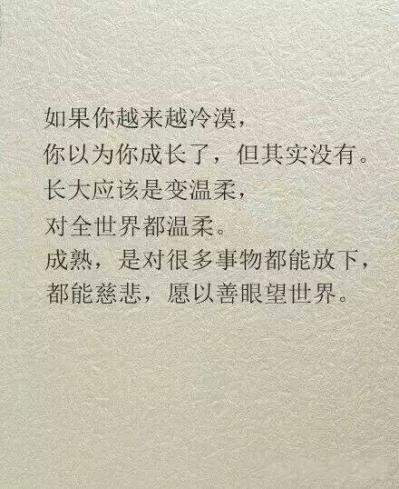 如果你越来越冷漠，
你以为你成长了，但其实没有。
长大应该是变温柔，
对全世界都温柔。
成熟，是对很多事物都能放下，
都能慈悲，愿以善眼望世界。